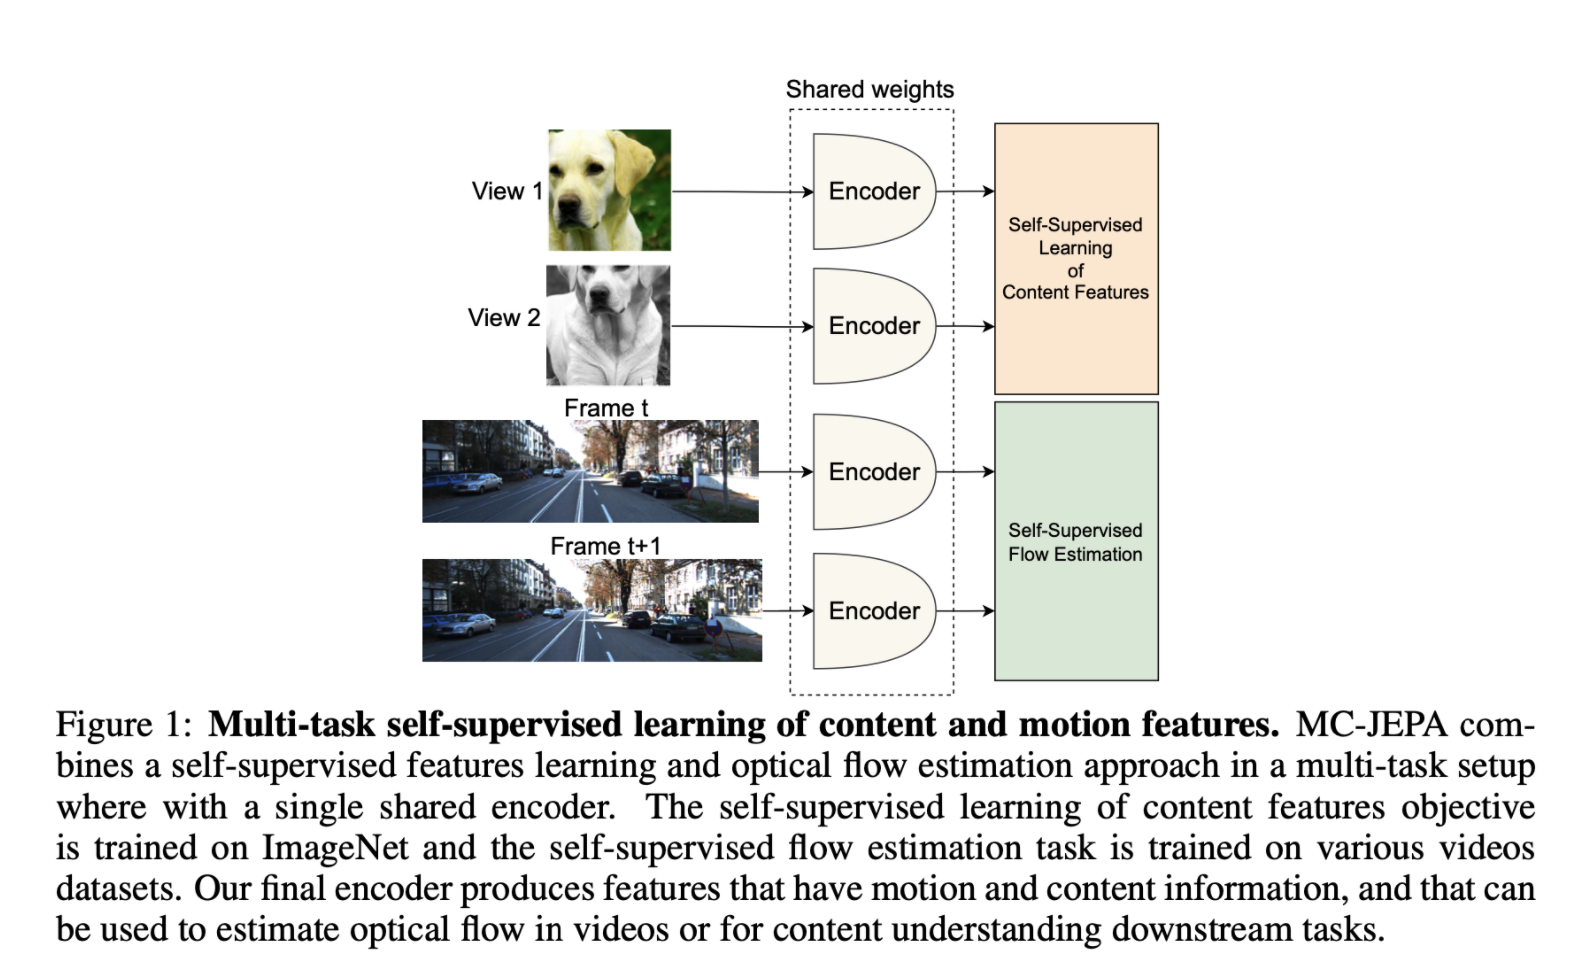 Shared weights
View 1
Encoder
Self-Supervised
Learning
of
Content Features
View 2
Encoder
Frame t
Encoder
Self-Supervised
Flow Estimation
Frame t+1
Encoder
Figure 1: Multi-task self-supervised learning of content and motion features. MC-JEPA com-
bines a self-supervised features learning and optical flow estimation approach in a multi-task setup
where with a single shared encoder. The self-supervised learning of content features objective
is trained on ImageNet and the self-supervised flow estimation task is trained on various videos
datasets. Our final encoder produces features that have motion and content information, and that can
be used to estimate optical flow in videos or for content understanding downstream tasks.